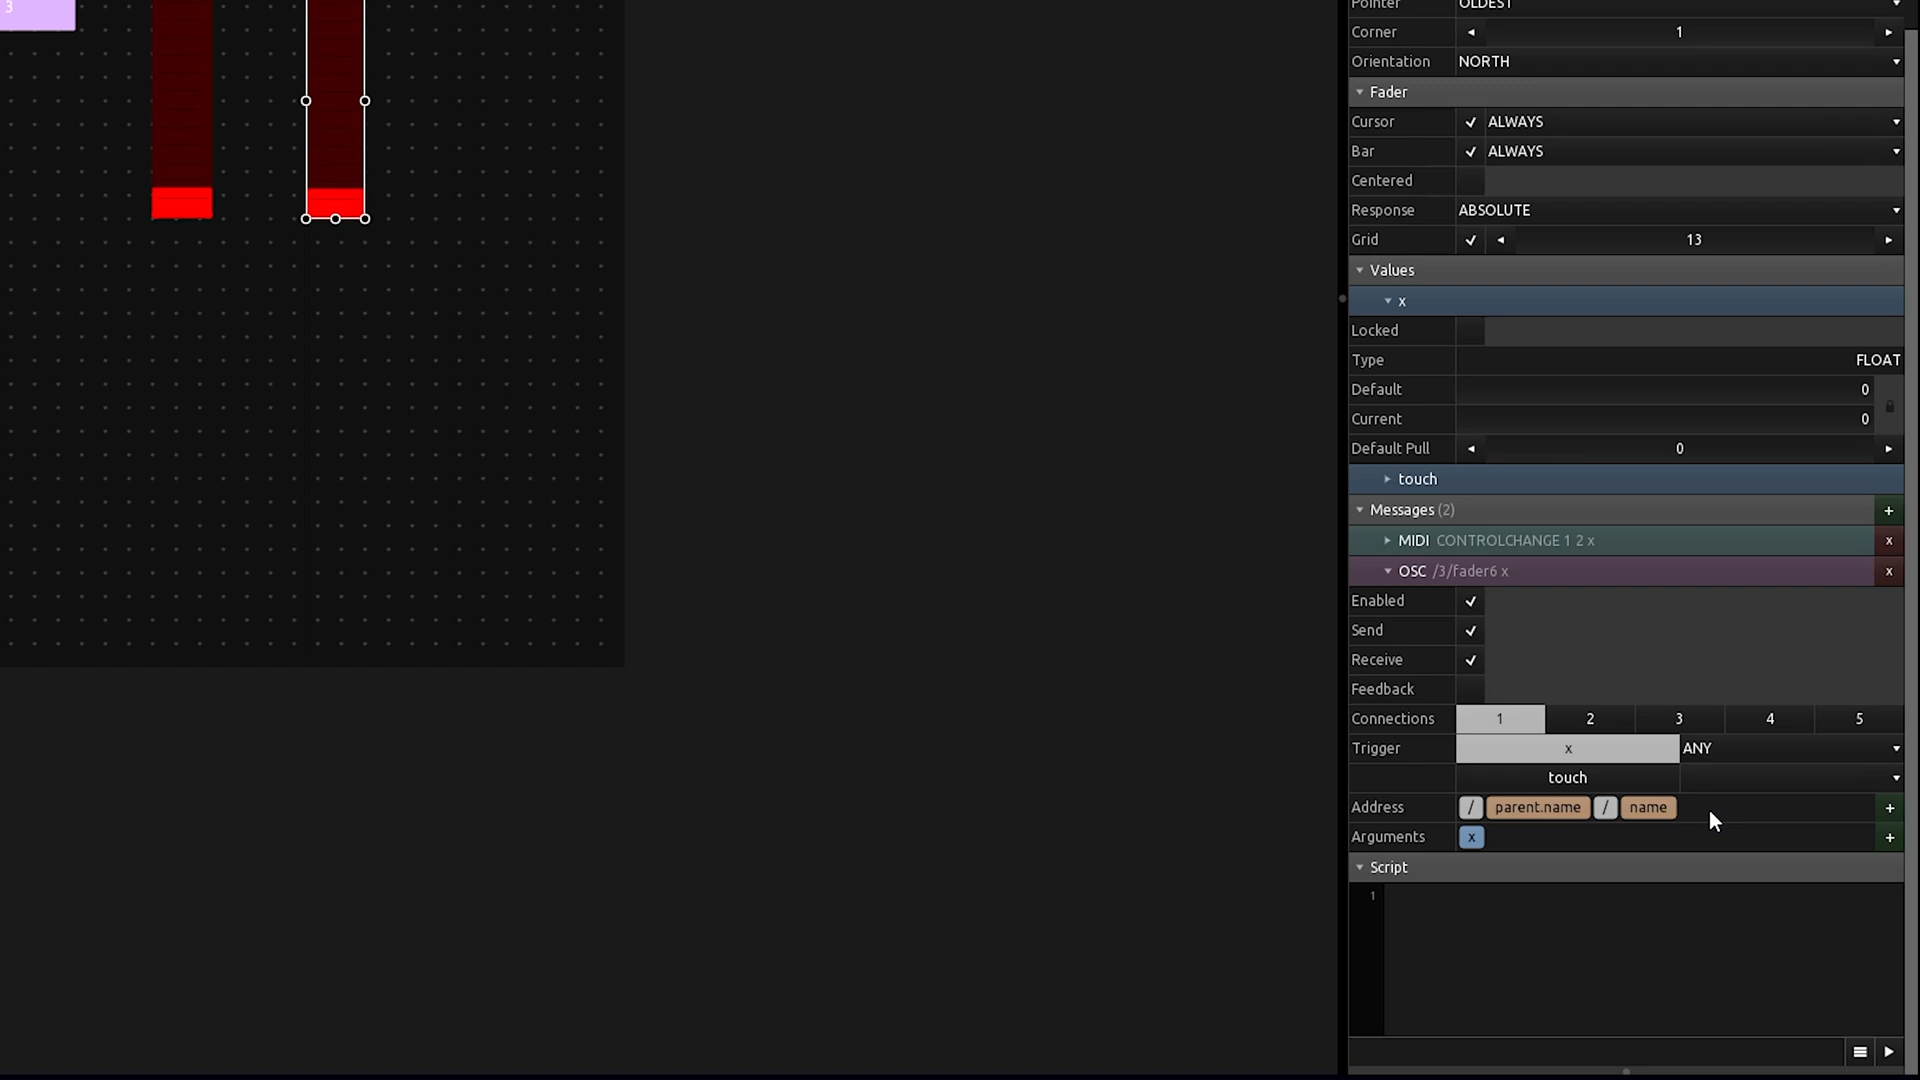 3
Pointer OLDEST
Corner 1
Orientation NORTH
Fader
Cursor ALWAYS
Bar ALWAYS
Centered
Response ABSOLUTE
Grid 13
Values
x
Locked
Type FLOAT
Default 0
Current 0
Default Pull 0
touch
Messages (2) +
MIDI CONTROLCHANGE 1 2 x x
OSC /3/fader6 x x
Enabled
Send
Receive
Feedback
Connections 1 2 3 4 5
Trigger x ANY
touch
Address / parent.name / name +
Arguments x +
Script
1